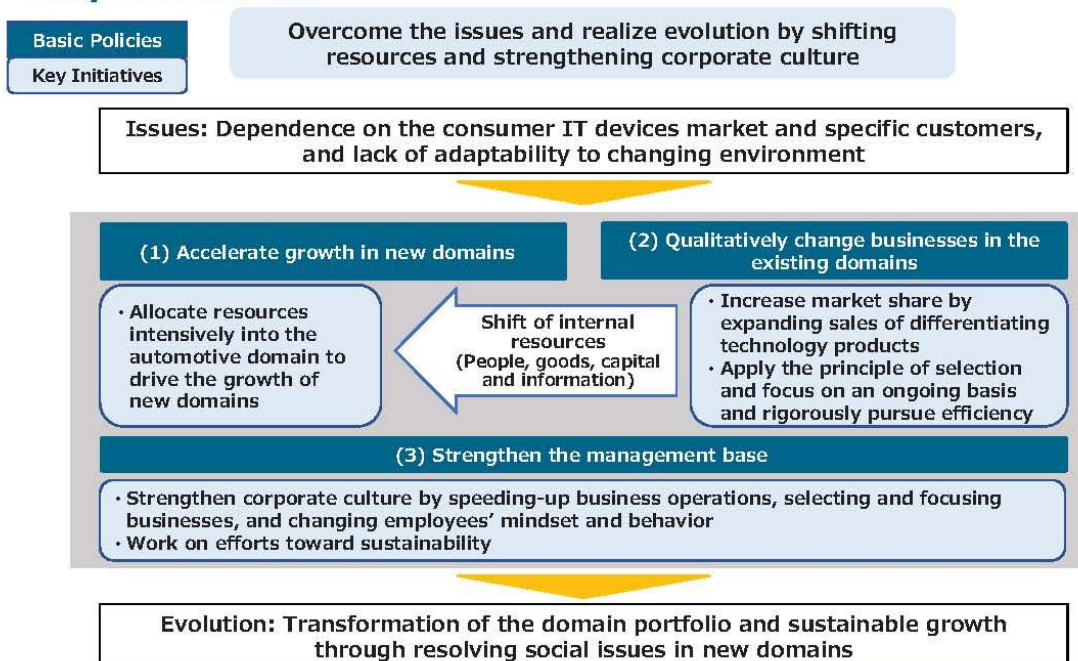 Basic Policies
Key Initiatives
Overcome the issues and realize evolution by shifting
resources and strengthening corporate culture
Issues: Dependence on the consumer IT devices market and specific customers,
and lack of adaptability to changing environment
(1) Accelerate growth in new domains
(2) Qualitatively change businesses in the
existing domains
· Allocate resources
intensively into the
automotive domain to
drive the growth of
new domains
Shift of internal
resources
(People, goods, capital
and information)
· Increase market share by
expanding sales of differentiating
technology products
· Apply the principle of selection
and focus on an ongoing basis
and rigorously pursue efficiency
(3) Strengthen the management base
· Strengthen corporate culture by speeding-up business operations, selecting and focusing
businesses, and changing employees’ mindset and behavior
· Work on efforts toward sustainability
Evolution: Transformation of the domain portfolio and sustainable growth
through resolving social issues in new domains